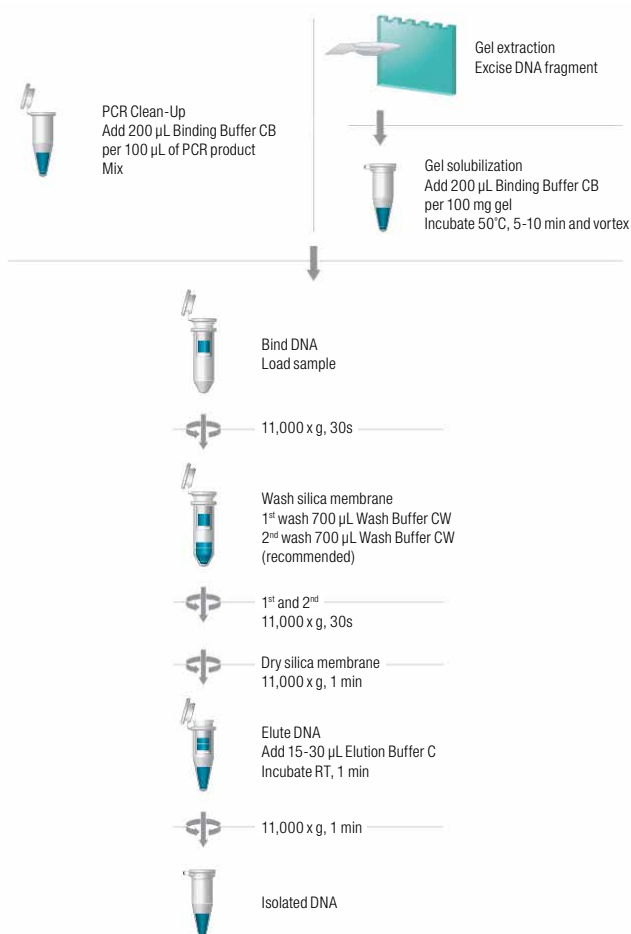 Gel extraction
Excise DNA fragment
PCR Clean-Up
Add 200 µL Binding Buffer CB
per 100 µL of PCR product
Mix
Gel solubilization
Add 200 µL Binding Buffer CB
per 100 mg gel
Incubate 50°C, 5-10 min and vortex
Bind DNA
Load sample
11,000 x g, 30s
Wash silica membrane
1st wash 700 µL Wash Buffer CW
2nd wash 700 µL Wash Buffer CW
(recommended)
1st and 2nd
11,000 x g, 30s
Dry silica membrane
11,000 x g, 1 min
Elute DNA
Add 15-30 µL Elution Buffer C
Incubate RT, 1 min
11,000 x g, 1 min
Isolated DNA